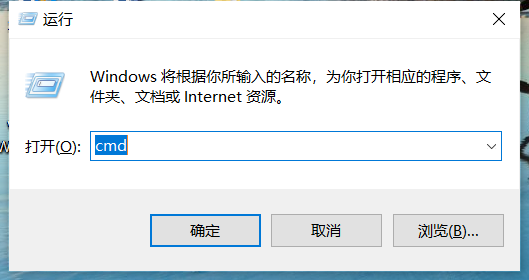 运行
Windows 将根据你所输入的名称，为你打开相应的程序、文
件夹、文档或 Internet 资源。
打开(O): cmd
确定 取消 浏览(B)...